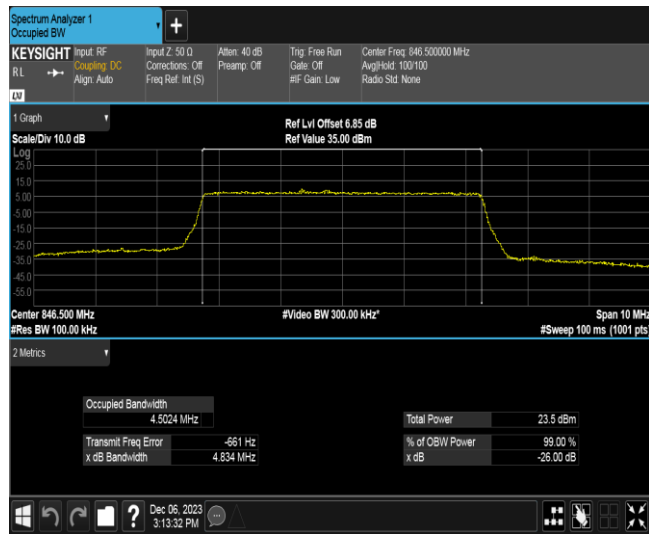 Spectrum Analyzer 1
Occupied BW
+
KEYSIGHT
RL
LXI
Input: RF
Coupling: DC
Align: Auto
Input Z: 50 Ω
Corrections: Off
Freq Ref: Int (S)
Atten: 40 dB
Preamp: Off
Trig: Free Run
Gate: Off
#IF Gain: Low
Center Freq: 846.500000 MHz
Avg|Hold: 100/100
Radio Std: None
1 Graph
Scale/Div 10.0 dB
Ref Lvl Offset 6.85 dB
Ref Value 35.00 dBm
Log
25.0
15.0
5.00
-5.00
-15.0
-25.0
-35.0
-45.0
-55.0
Center 846.500 MHz
#Res BW 100.00 kHz
#Video BW 300.00 kHz*
Span 10 MHz
#Sweep 100 ms (1001 pts)
2 Metrics
Occupied Bandwidth
4.5024 MHz
Total Power 23.5 dBm
Transmit Freq Error -661 Hz
% of OBW Power 99.00 %
x dB Bandwidth 4.834 MHz
x dB -26.00 dB
?
Dec 06, 2023
3:13:32 PM